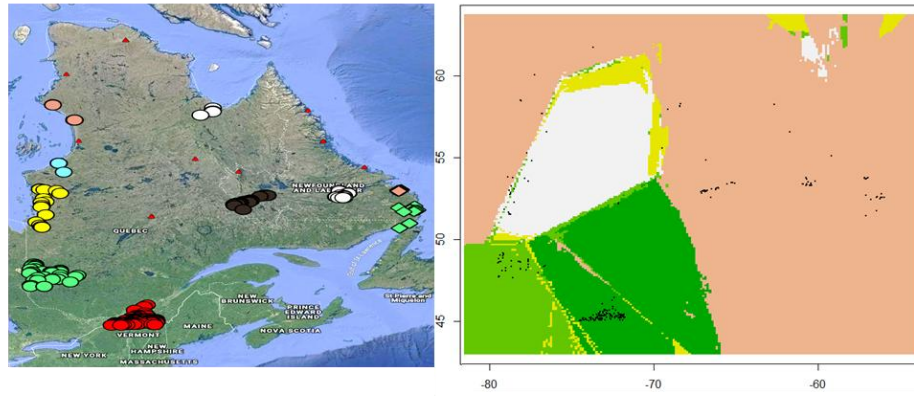 NEWFOUNDLAND
AND LABRADOR
QUEBEC
NEW
BRUNSWICK
PRINCE
EDWARD
ISLAND
St Pierre and
Miquelon
MAINE
NOVA SCOTIA
VERMONT
NEW
HAMPSHIRE
NEW YORK
MASSACHUSETTS
60
55
50
45
-80
-70
-60